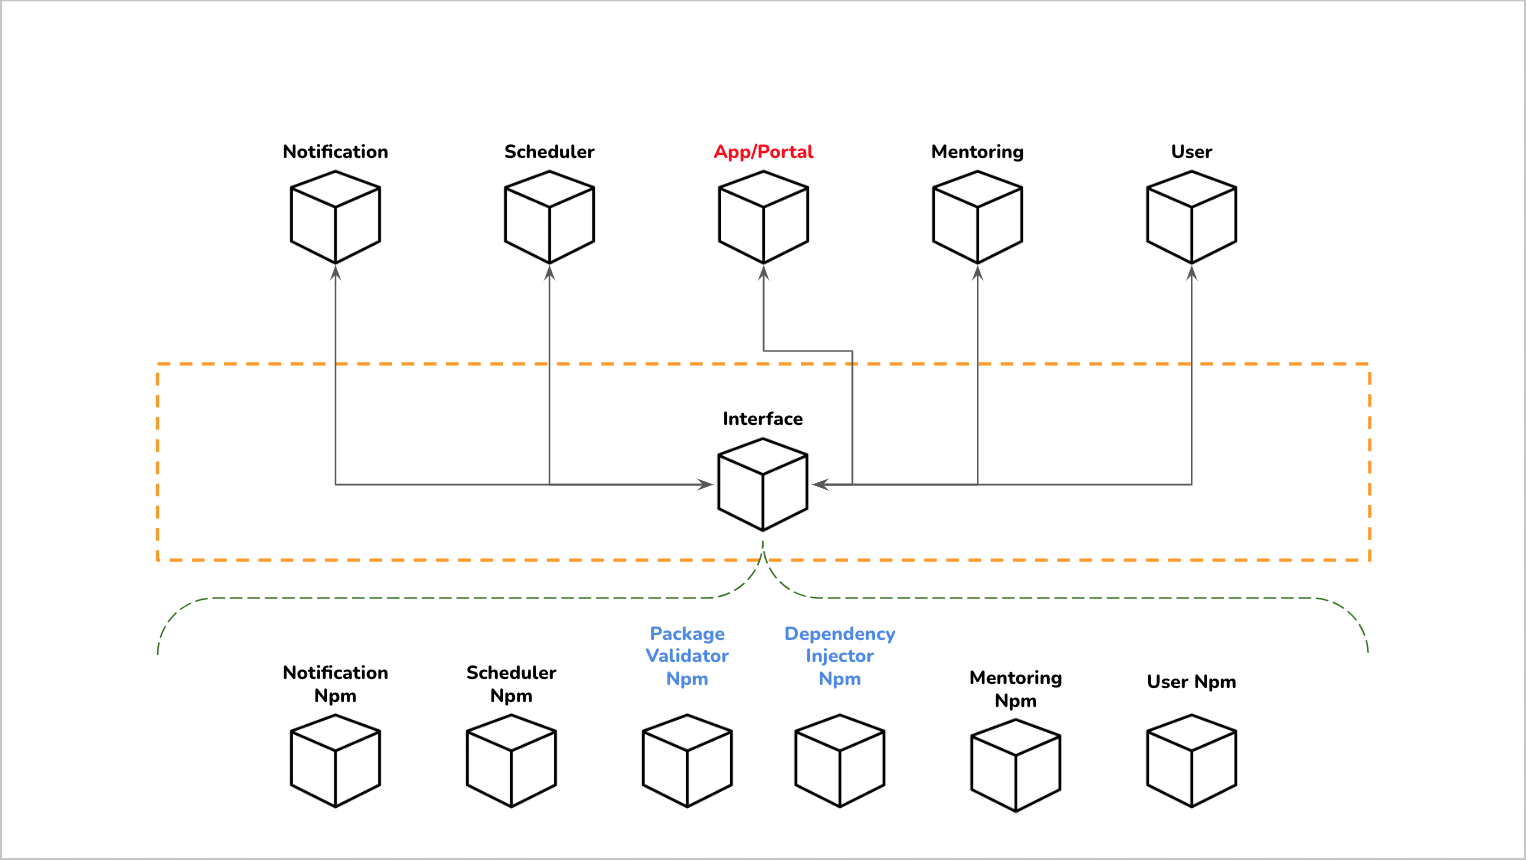 Notification
Scheduler
App/Portal
Mentoring
User
Interface
Package
Validator
Npm
Dependency
Injector
Npm
Notification
Npm
Scheduler
Npm
Mentoring
Npm
User Npm